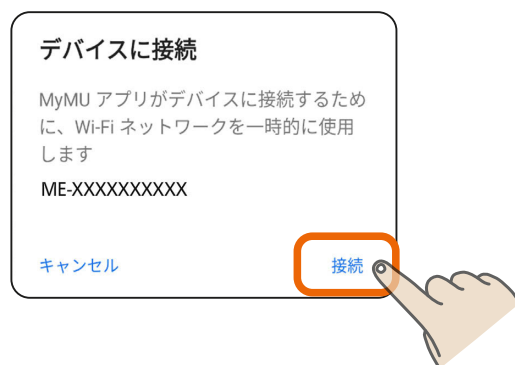 デバイスに接続
MyMU アプリがデバイスに接続するため
に、Wi-Fi ネットワークを一時的に使用
します
ME-XXXXXXXXXX
キャンセル 接続